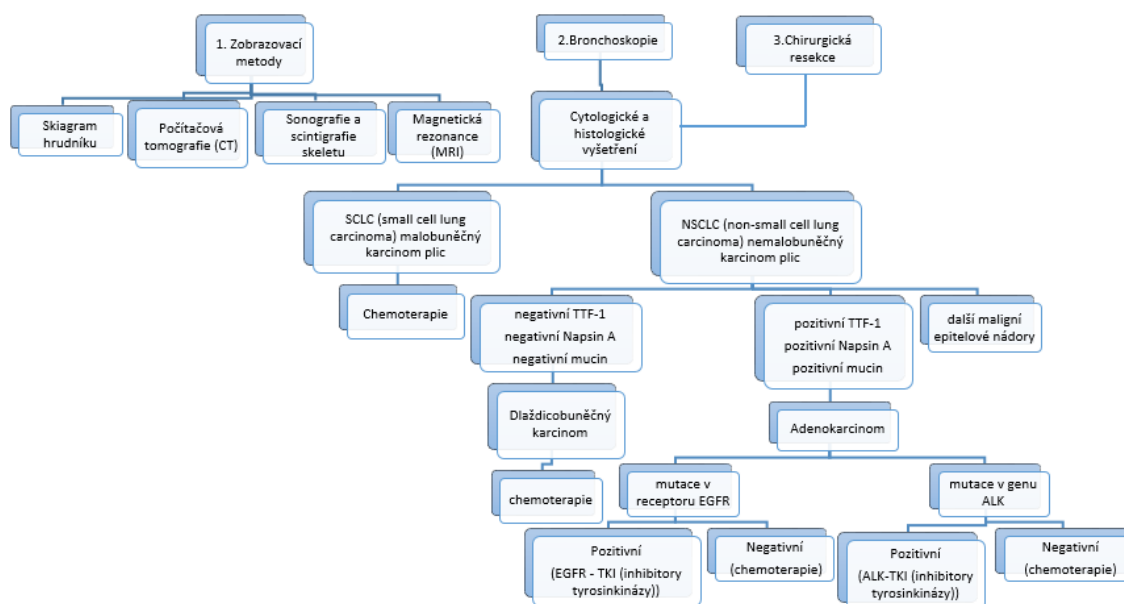 1. Zobrazovací
metody
2.Bronchoskopie
3.Chirurgická
resekce
Skiagram
hrudníku
Počítačová
tomografie (CT)
Sonografie a
scintigrafie
skeletu
Magnetická
rezonance
(MRI)
Cytologické a
histologické
vyšetření
SCLC (small cell lung
carcinoma) malobuněčný
karcinom plic
NSCLC (non-small cell lung
carcinoma) nemalobuněčný
karcinom plic
Chemoterapie
negativní TTF-1
negativní Napsin A
negativní mucin
pozitivní TTF-1
pozitivní Napsin A
pozitivní mucin
další maligní
epitelové nádory
Dlaždicobuněčný
karcinom
Adenokarcinom
chemoterapie
mutace v
receptoru EGFR
mutace v genu
ALK
Pozitivní
(EGFR - TKI (inhibitory
tyrosinkinázy))
Negativní
(chemoterapie)
Pozitivní
(ALK-TKI (inhibitory
tyrosinkinázy))
Negativní
(chemoterapie)